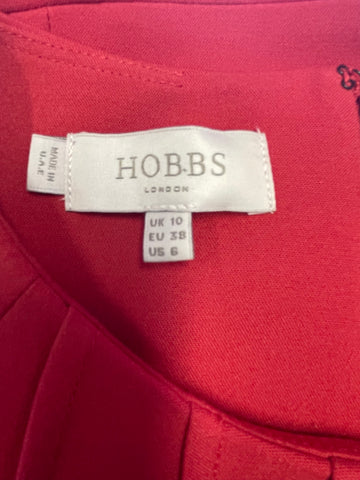 HOBBS
LONDON
MADE IN
U.A.E
UK 10
EU 38
US 6